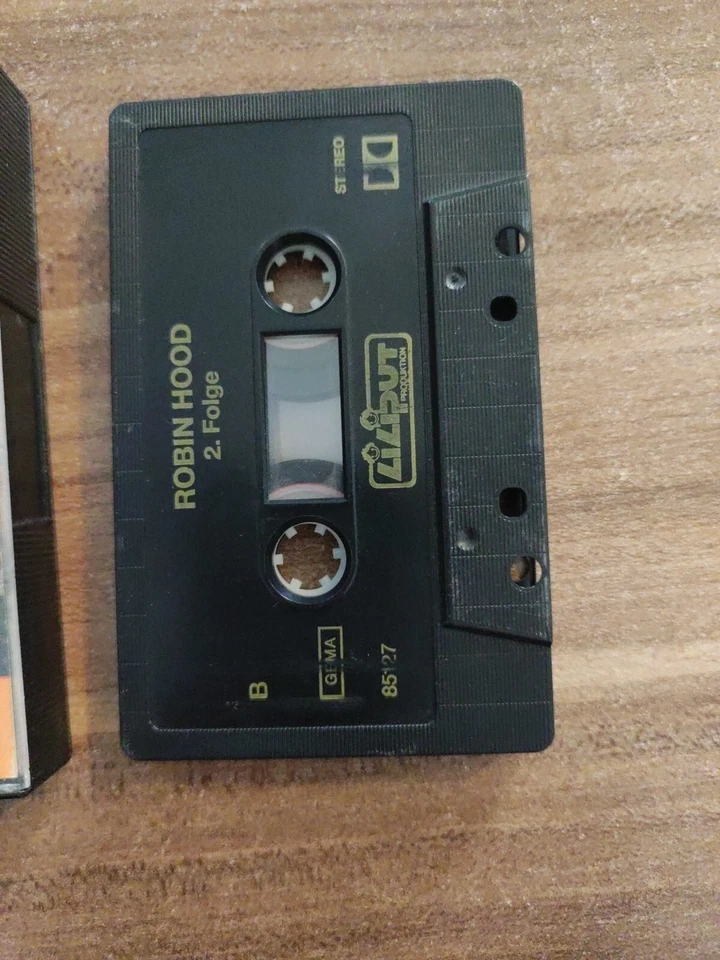 ROBIN HOOD
2. Folge
STEREO
B
GEMA
85127
LiLiPUT
PRODUKTION